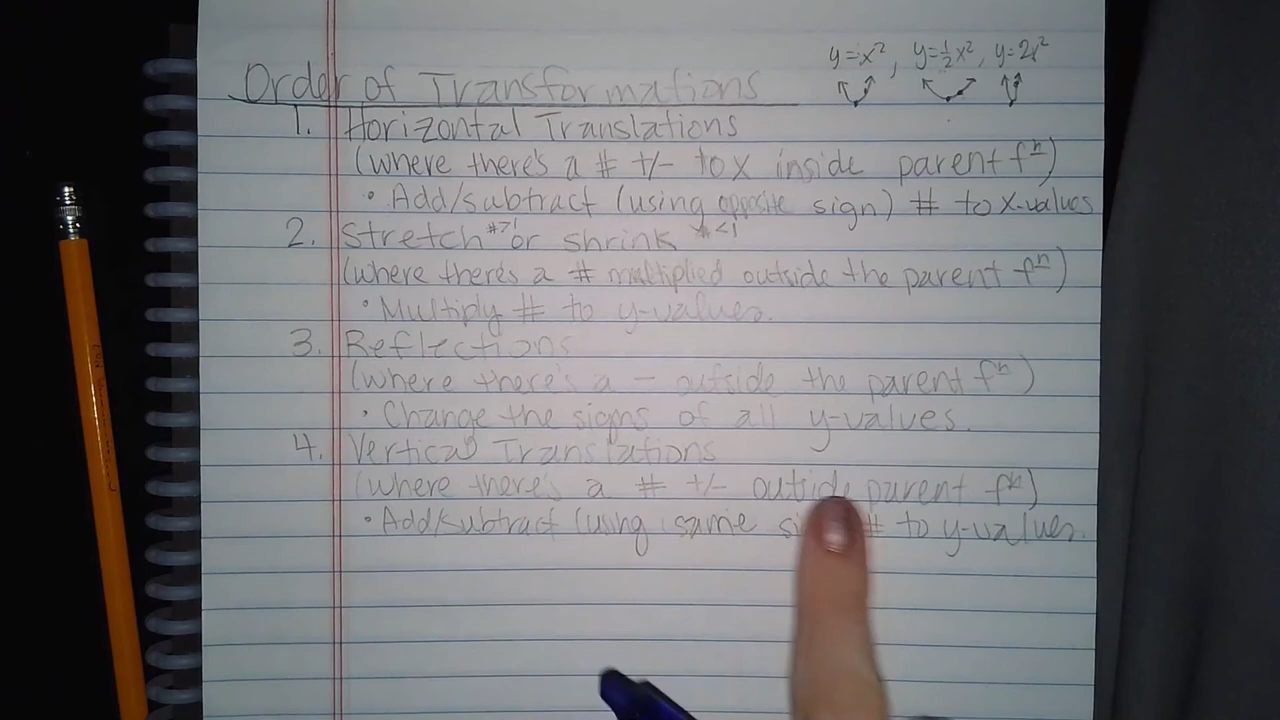 y=x², y=½x², y=2x²
Order of Transformations
1. Horizontal Translations
(where there's a # +/- to x inside parent fⁿ)
• Add/subtract (using opposite sign) # to x-values
2. Stretch #>1 or shrink #<1
(where there's a # multiplied outside the parent fⁿ)
• Multiply # to y-values.
3. Reflections
(where there's a - outside the parent fⁿ)
• Change the signs of all y-values.
4. Vertical Translations
(where there's a # +/- outside parent fⁿ)
• Add/subtract (using same # to y-values.